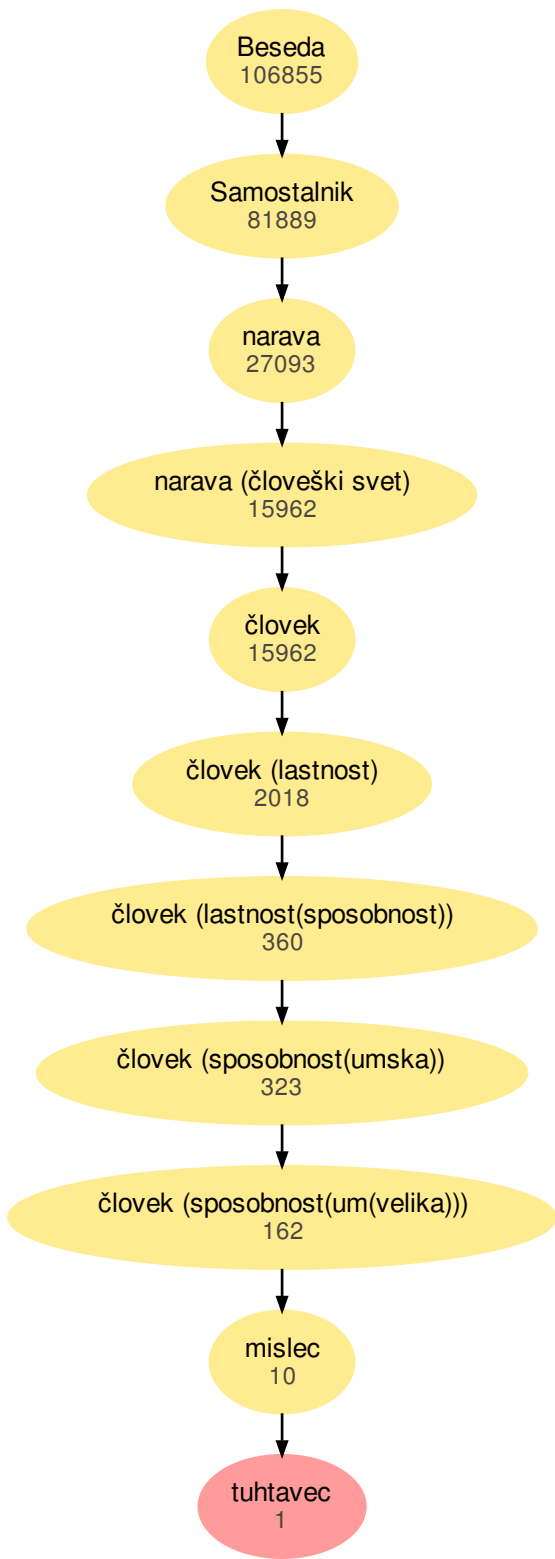 Beseda
106855
Samostalnik
81889
narava
27093
narava (človeški svet)
15962
človek
15962
človek (lastnost)
2018
človek (lastnost(sposobnost))
360
človek (sposobnost(umska))
323
človek (sposobnost(um(velika)))
162
mislec
10
tuhtavec
1